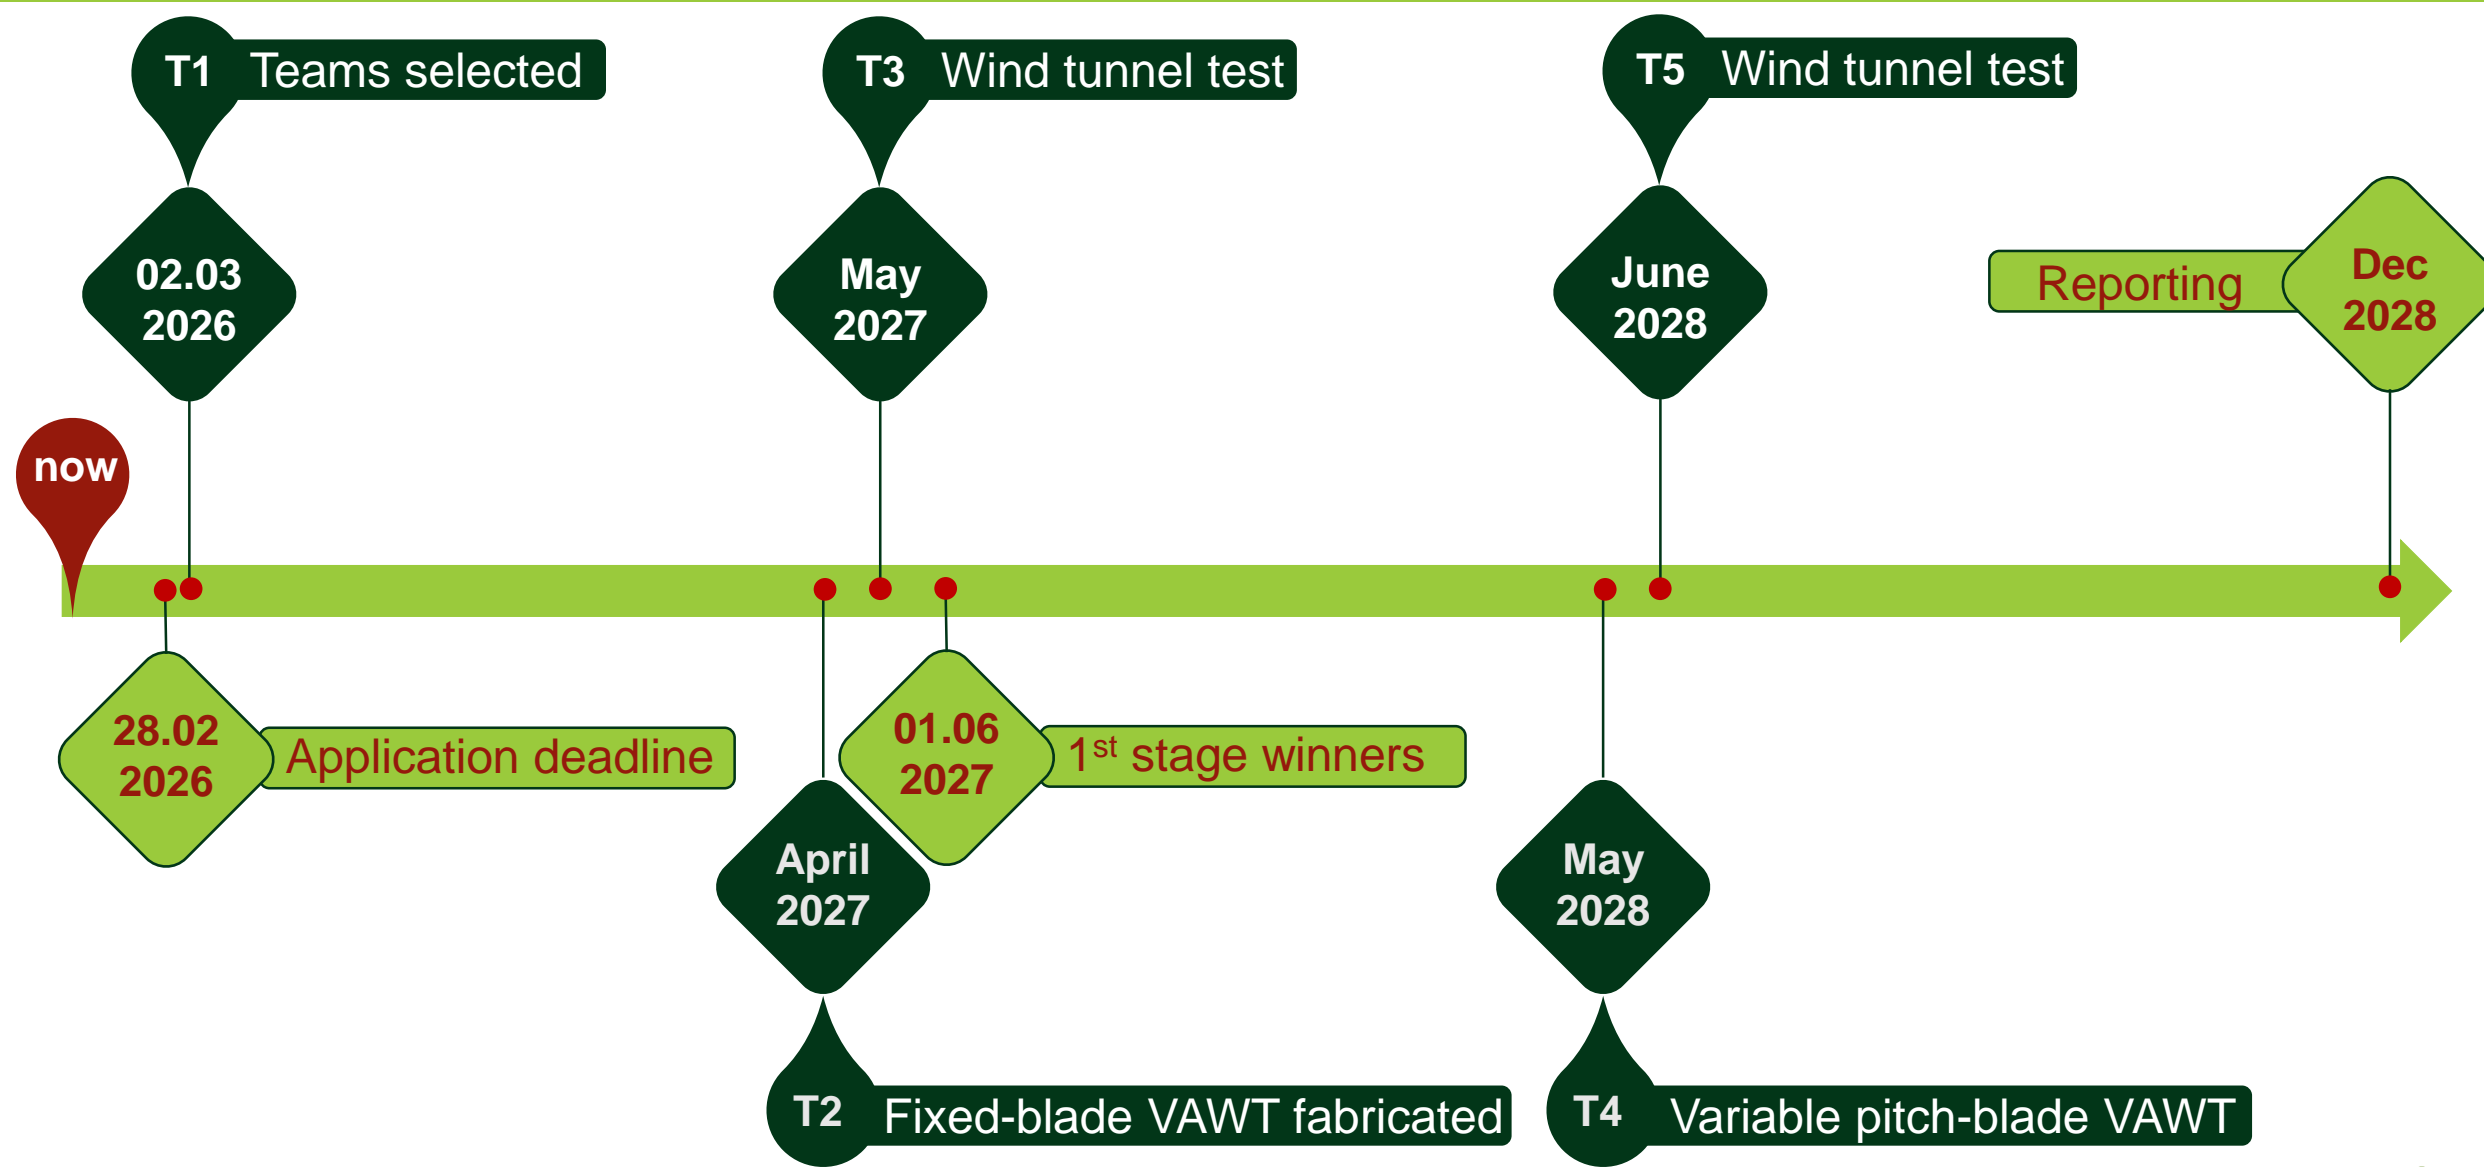 T1 Teams selected
T3 Wind tunnel test
T5 Wind tunnel test
02.03
2026
May
2027
June
2028
Reporting
Dec
2028
now
28.02
2026
Application deadline
01.06
2027
1st stage winners
April
2027
May
2028
T2 Fixed-blade VAWT fabricated
T4 Variable pitch-blade VAWT